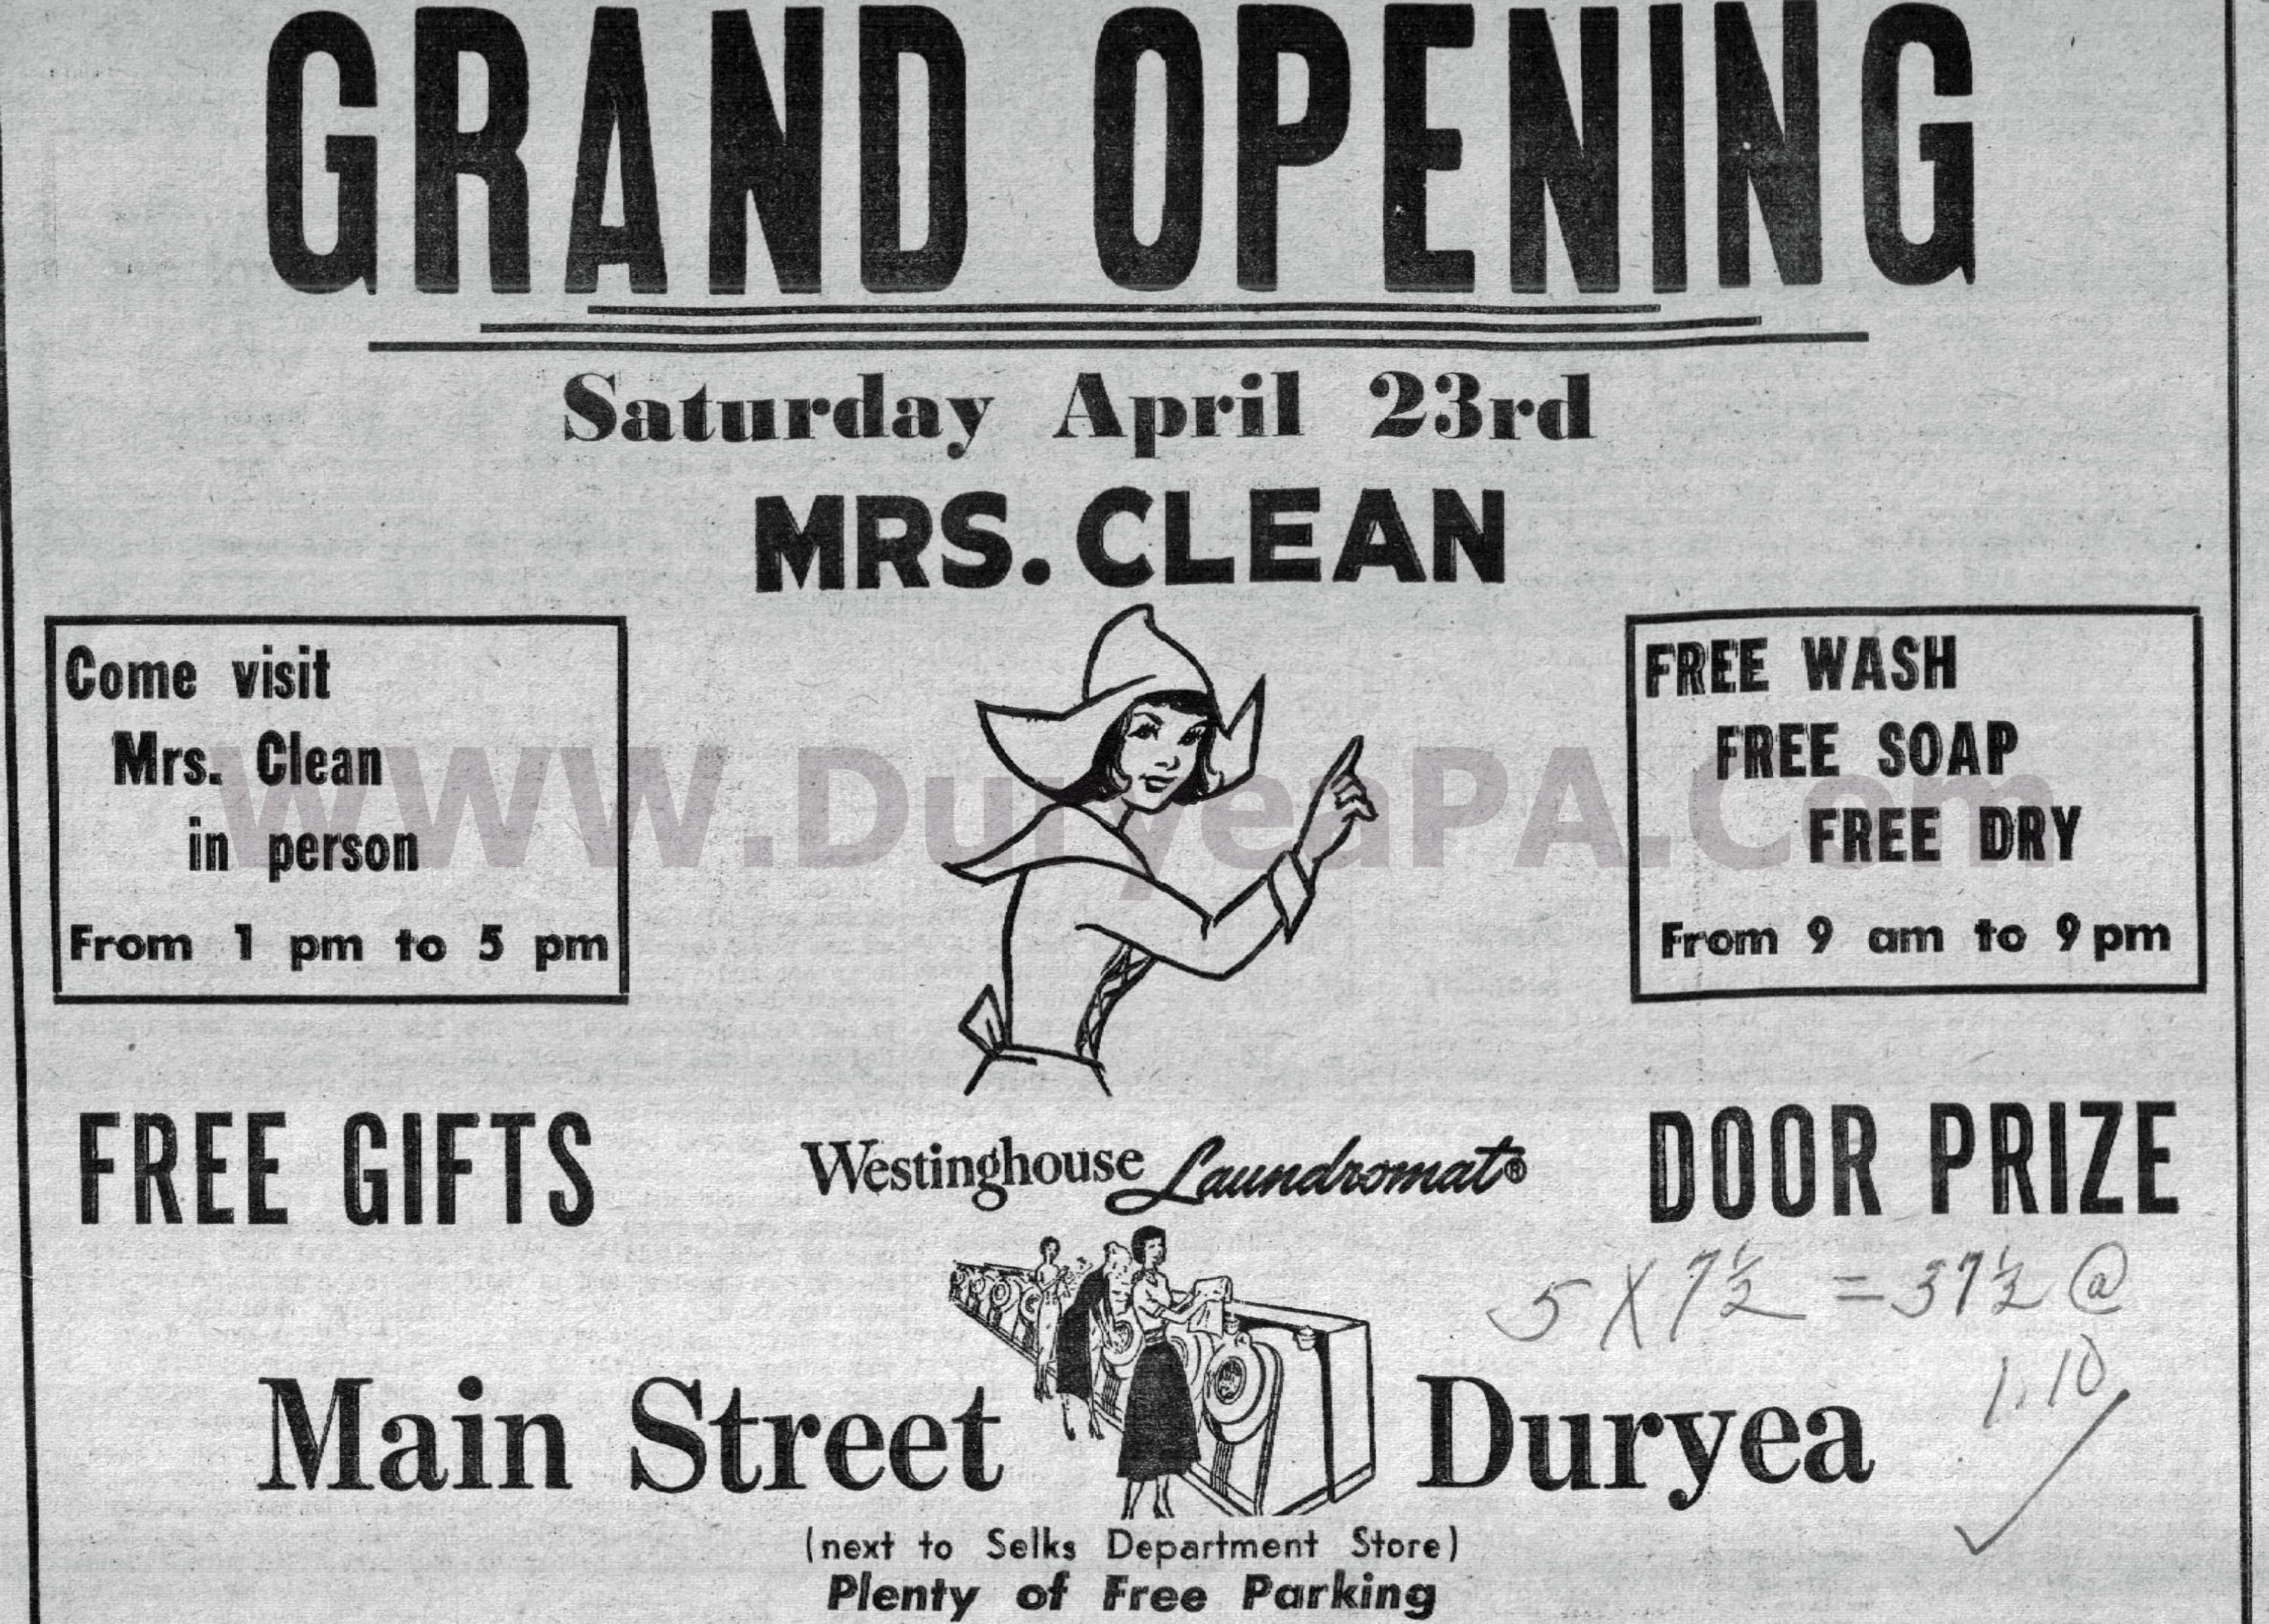 GRAND OPENING
Saturday April 23rd
MRS. CLEAN
Come visit
Mrs. Clean
in person
From 1 pm to 5 pm
FREE WASH
FREE SOAP
FREE DRY
From 9 am to 9 pm
www.DuryeaPA.Com
FREE GIFTS
Westinghouse Laundromat®
DOOR PRIZE
5 X 7½ = 37½ @
1.10
Main Street Duryea
(next to Selks Department Store)
Plenty of Free Parking